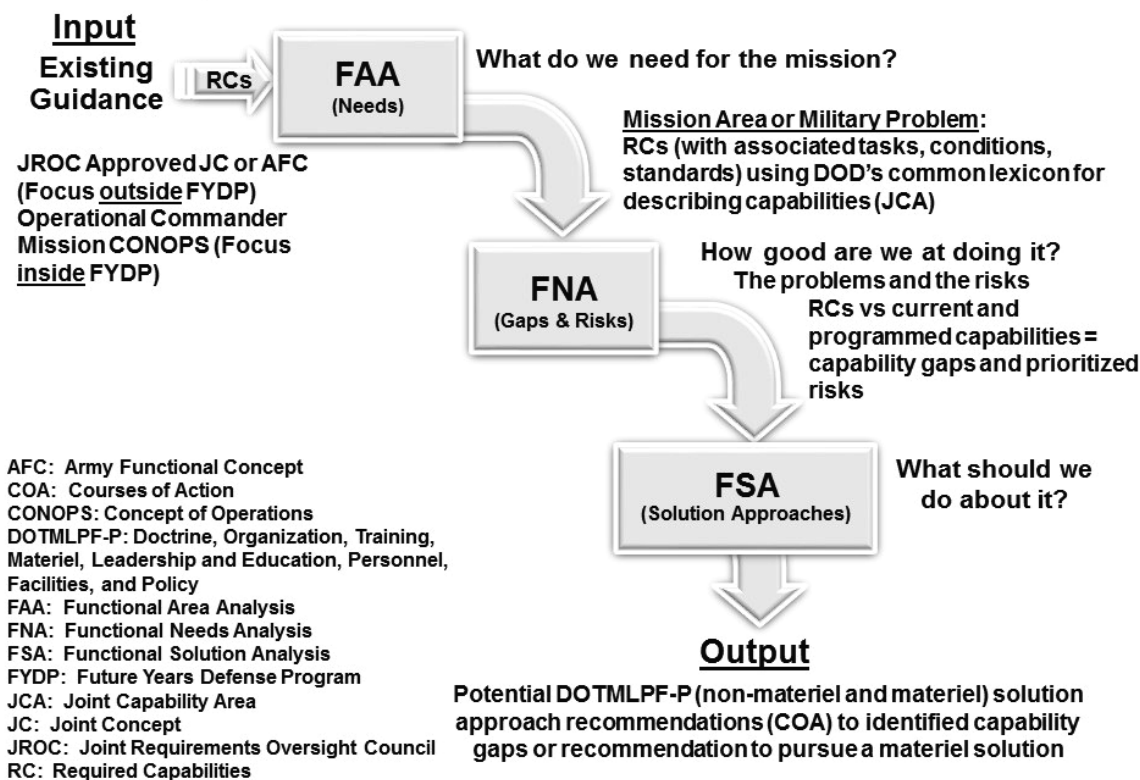 Input
Existing
Guidance
RCs
FAA
(Needs)
What do we need for the mission?
JROC Approved JC or AFC
(Focus outside FYDP)
Operational Commander
Mission CONOPS (Focus
inside FYDP)
Mission Area or Military Problem:
RCs (with associated tasks, conditions,
standards) using DOD's common lexicon for
describing capabilities (JCA)
FNA
(Gaps & Risks)
How good are we at doing it?
The problems and the risks
RCs vs current and
programmed capabilities =
capability gaps and prioritized
risks
FSA
(Solution Approaches)
What should we
do about it?
AFC: Army Functional Concept
COA: Courses of Action
CONOPS: Concept of Operations
DOTMLPF-P: Doctrine, Organization, Training,
Materiel, Leadership and Education, Personnel,
Facilities, and Policy
FAA: Functional Area Analysis
FNA: Functional Needs Analysis
FSA: Functional Solution Analysis
FYDP: Future Years Defense Program
JCA: Joint Capability Area
JC: Joint Concept
JROC: Joint Requirements Oversight Council
RC: Required Capabilities
Output
Potential DOTMLPF-P (non-materiel and materiel) solution
approach recommendations (COA) to identified capability
gaps or recommendation to pursue a materiel solution